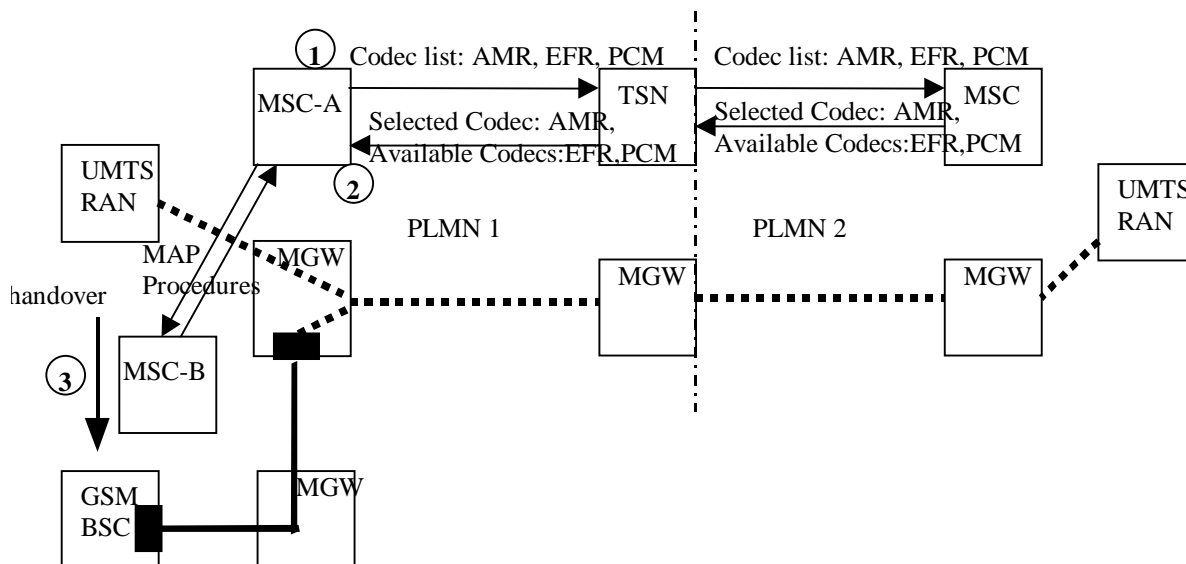 1
Codec list: AMR, EFR, PCM
Codec list: AMR, EFR, PCM
MSC-A
TSN
MSC
Selected Codec: AMR,
Available Codecs:EFR,PCM
Selected Codec: AMR,
Available Codecs:EFR,PCM
2
UMTS
RAN
UMTS
RAN
PLMN 1
PLMN 2
MAP
Procedures
MGW
MGW
MGW
handover
3
MSC-B
GSM
BSC
MGW